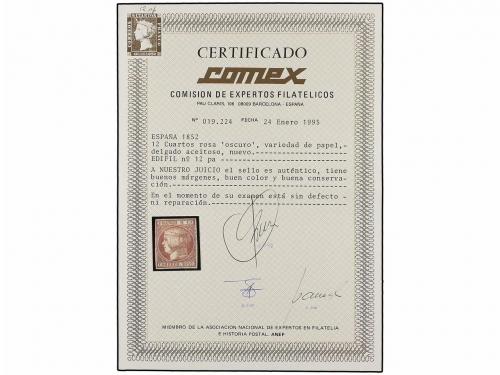 12 pa
CERTIFICADO
comex
COMISION DE EXPERTOS FILATELICOS
PAU CLARIS, 106 08009 BARCELONA - ESPAÑA
Nº 019.224 FECHA 24 Enero 1995
ESPAÑA 1852
12 Cuartos rosa 'oscuro', variedad de papel,-
delgado aceitoso, nuevo.
EDIFIL nº 12 pa
A NUESTRO JUICIO el sello es auténtico, tiene
buenos márgenes, buen color y buena conserva-
ción.
En el momento de su examen está sin defecto -
ni reparación.
MIEMBRO DE LA ASOCIACION NACIONAL DE EXPERTOS EN FILATELIA
E HISTORIA POSTAL. ANEF